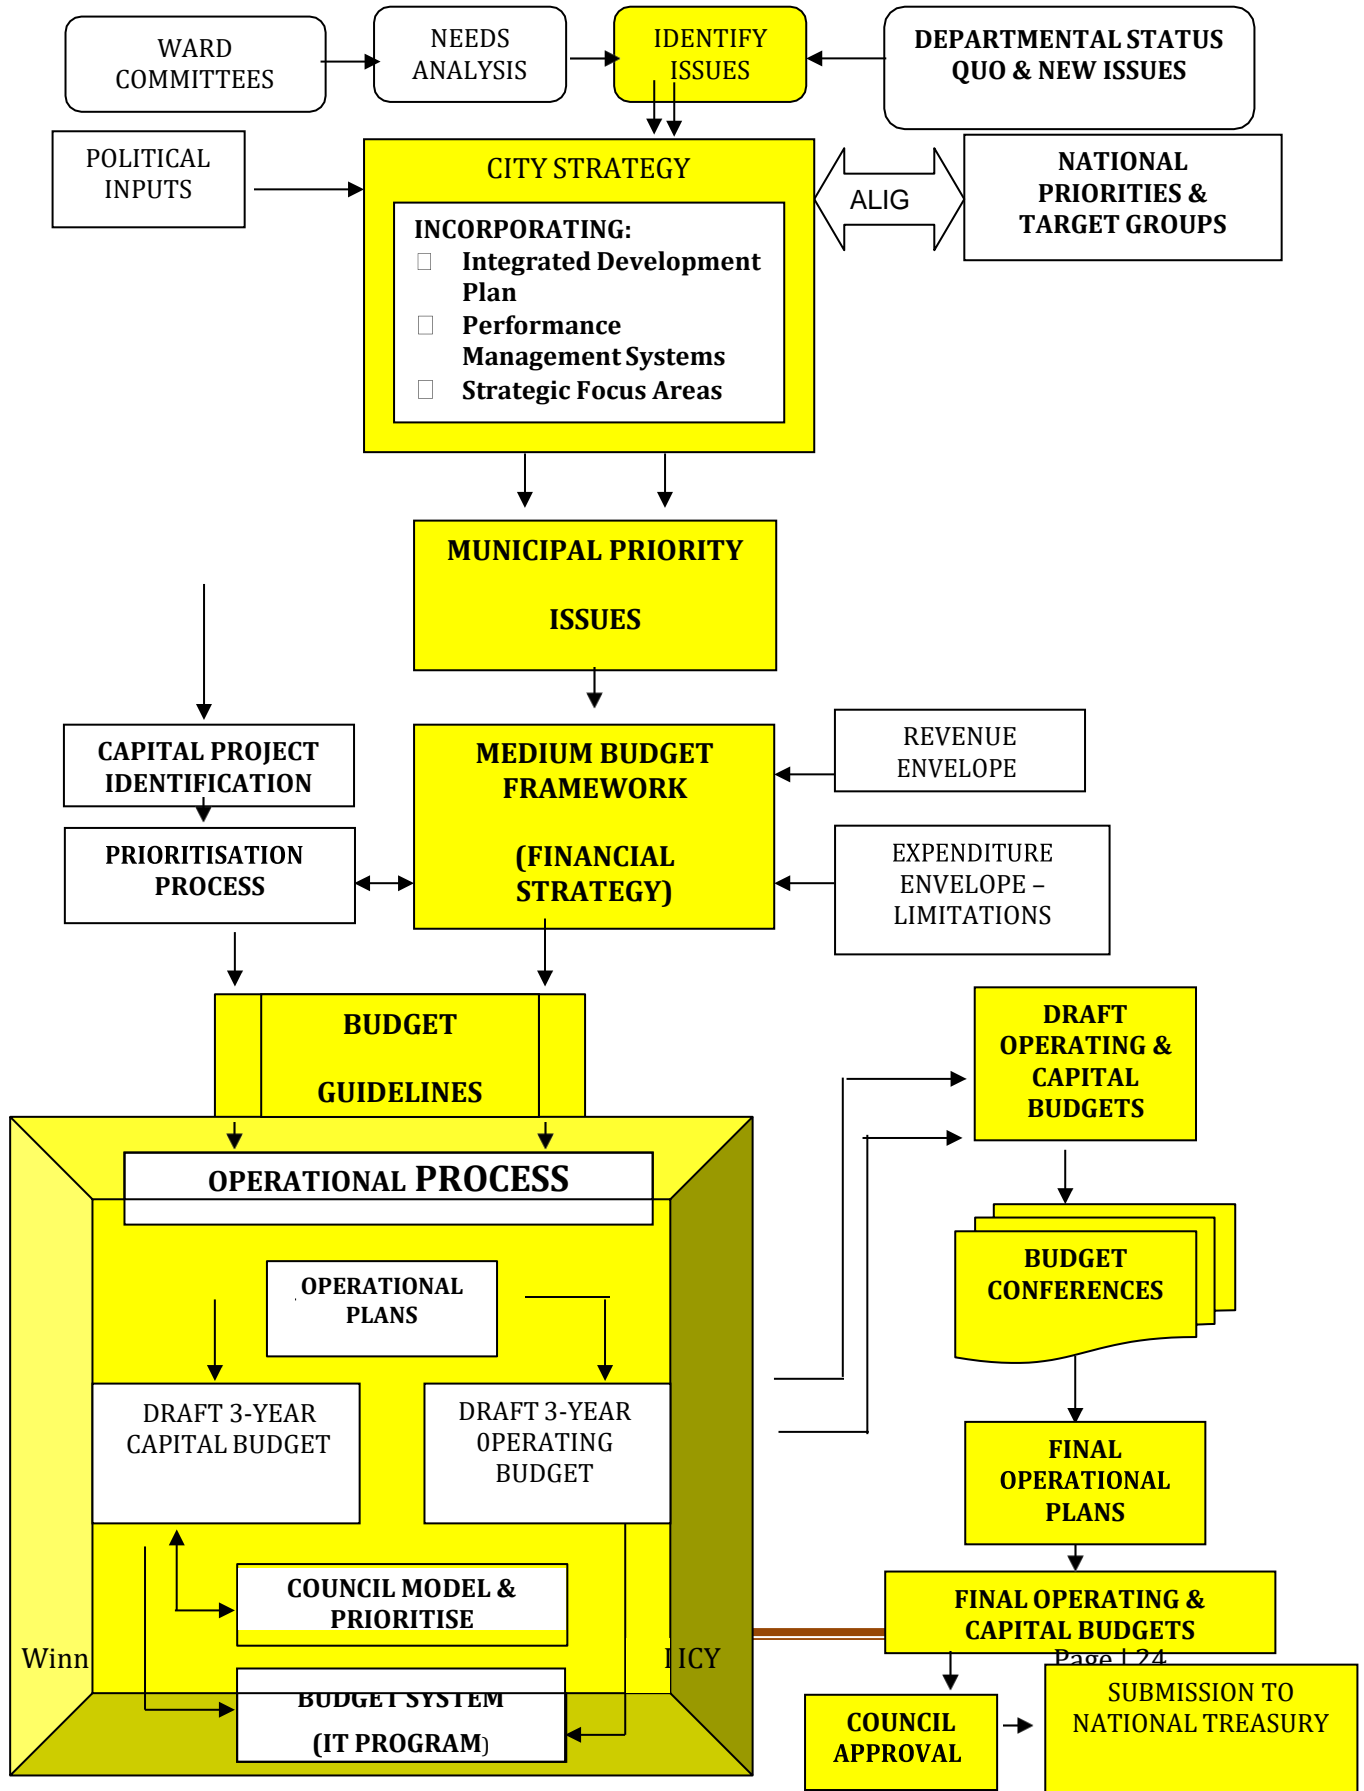 WARD
COMMITTEES
NEEDS
ANALYSIS
IDENTIFY
ISSUES
DEPARTMENTAL STATUS
QUO & NEW ISSUES
POLITICAL
INPUTS
CITY STRATEGY
INCORPORATING:
Integrated Development
Plan
Performance
Management Systems
Strategic Focus Areas
ALIG
NATIONAL
PRIORITIES &
TARGET GROUPS
MUNICIPAL PRIORITY
ISSUES
CAPITAL PROJECT
IDENTIFICATION
PRIORITISATION
PROCESS
MEDIUM BUDGET
FRAMEWORK
(FINANCIAL
STRATEGY)
REVENUE
ENVELOPE
EXPENDITURE
ENVELOPE –
LIMITATIONS
BUDGET
GUIDELINES
OPERATIONAL PROCESS
OPERATIONAL
PLANS
DRAFT 3-YEAR
CAPITAL BUDGET
DRAFT 3-YEAR
0PERATING
BUDGET
COUNCIL MODEL &
PRIORITISE
BUDGET SYSTEM
(IT PROGRAM)
DRAFT
OPERATING &
CAPITAL
BUDGETS
BUDGET
CONFERENCES
FINAL
OPERATIONAL
PLANS
FINAL OPERATING &
CAPITAL BUDGETS
Winn
ICY
Page | 24
COUNCIL
APPROVAL
SUBMISSION TO
NATIONAL TREASURY